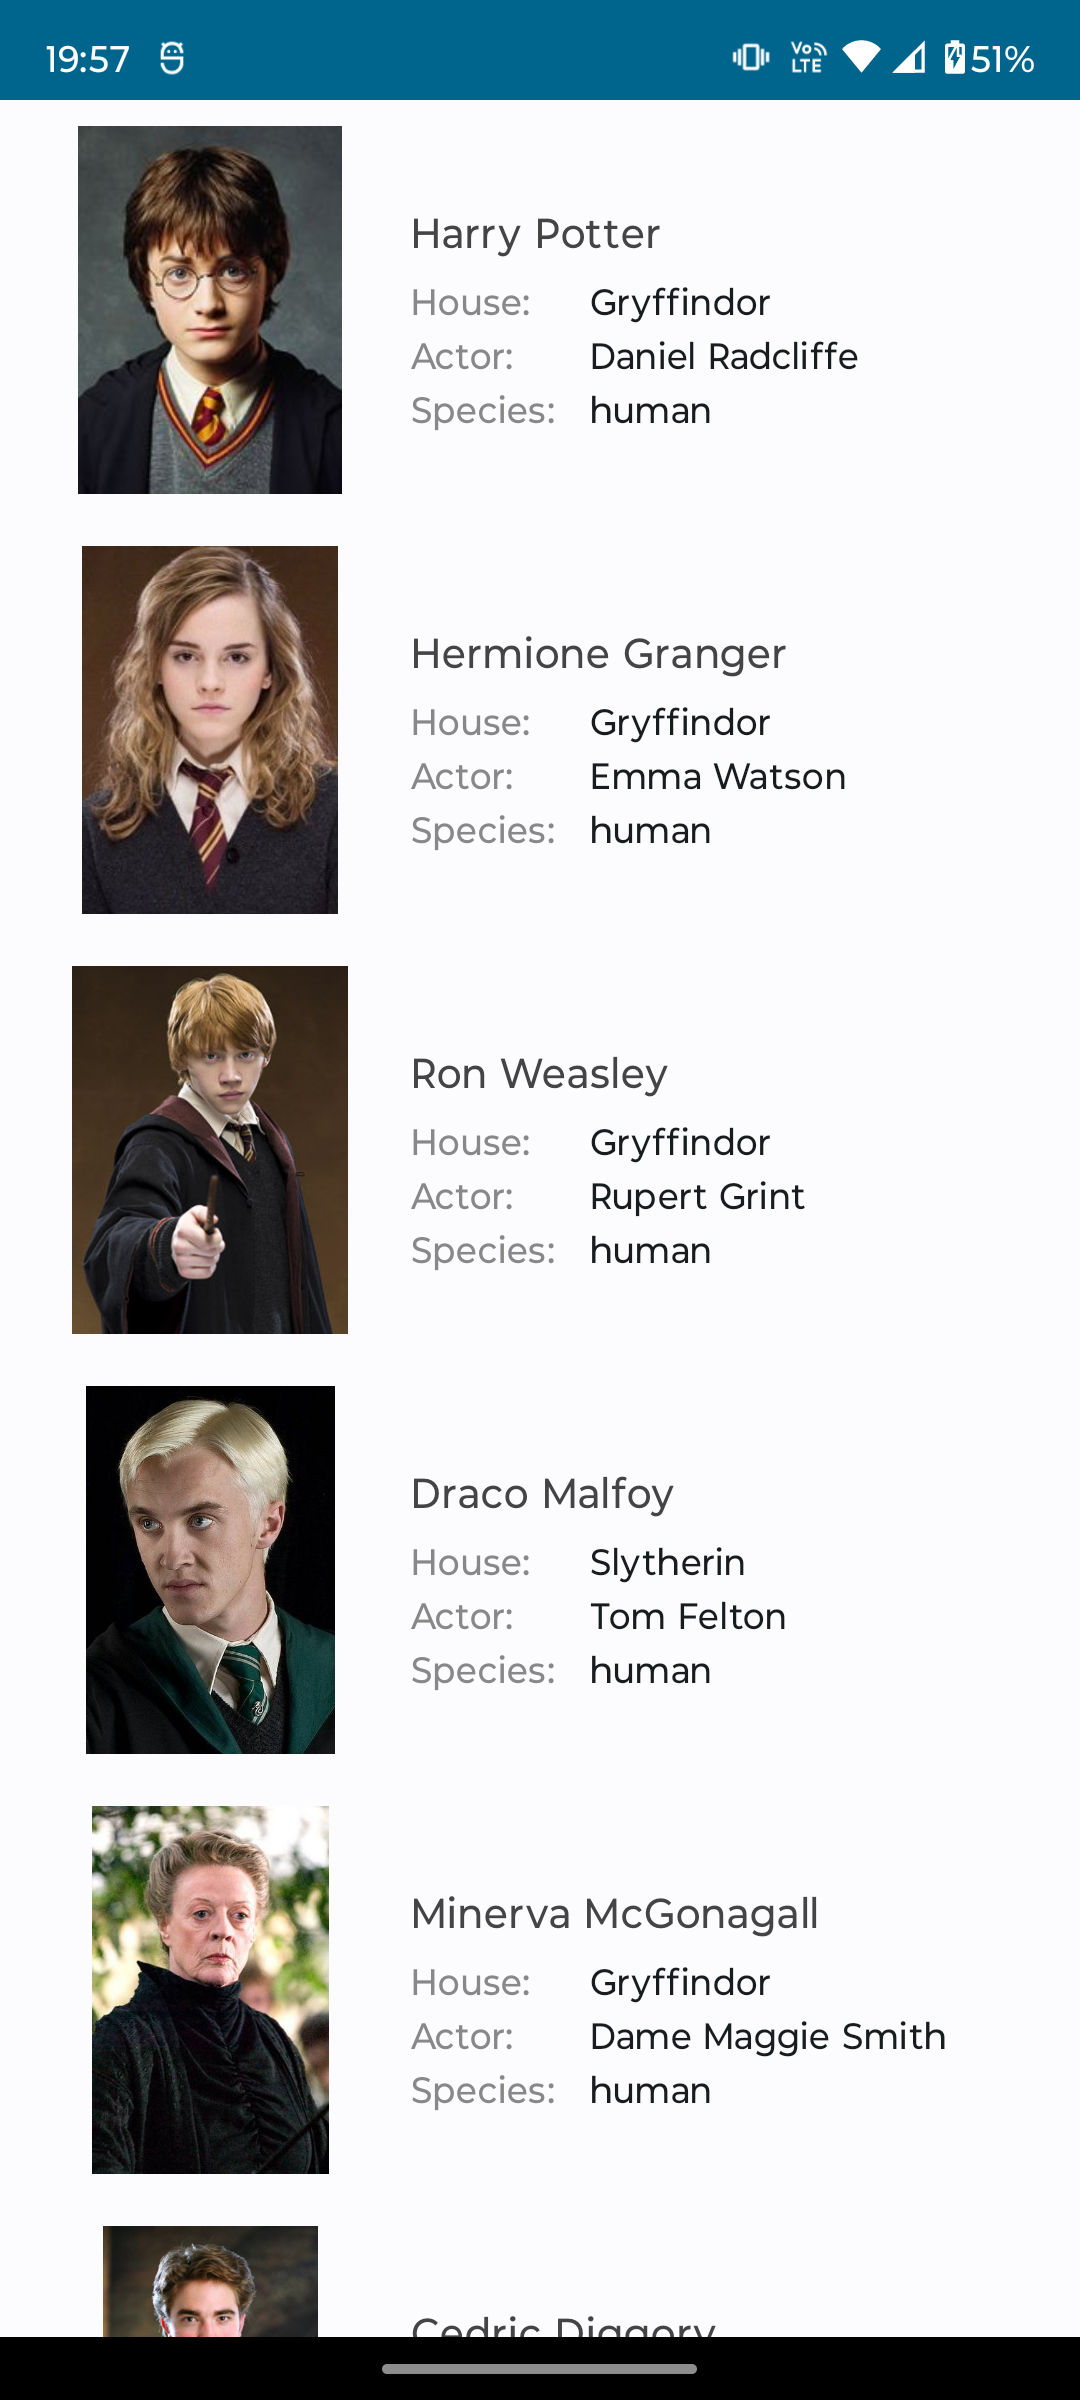 19:57 Vo LTE 51%
Harry Potter
House: Gryffindor
Actor: Daniel Radcliffe
Species: human
Hermione Granger
House: Gryffindor
Actor: Emma Watson
Species: human
Ron Weasley
House: Gryffindor
Actor: Rupert Grint
Species: human
Draco Malfoy
House: Slytherin
Actor: Tom Felton
Species: human
Minerva McGonagall
House: Gryffindor
Actor: Dame Maggie Smith
Species: human
Cedric Diggory